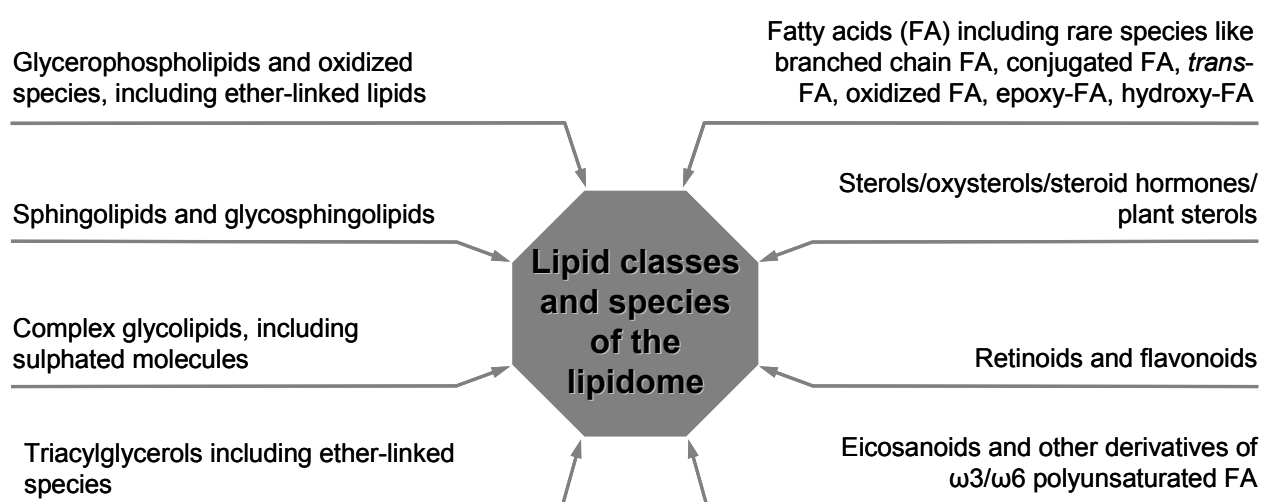 Glycerophospholipids and oxidized
species, including ether-linked lipids
Fatty acids (FA) including rare species like
branched chain FA, conjugated FA, trans-
FA, oxidized FA, epoxy-FA, hydroxy-FA
Sphingolipids and glycosphingolipids
Sterols/oxysterols/steroid hormones/
plant sterols
Lipid classes
and species
of the
lipidome
Complex glycolipids, including
sulphated molecules
Retinoids and flavonoids
Triacylglycerols including ether-linked
species
Eicosanoids and other derivatives of
ω3/ω6 polyunsaturated FA